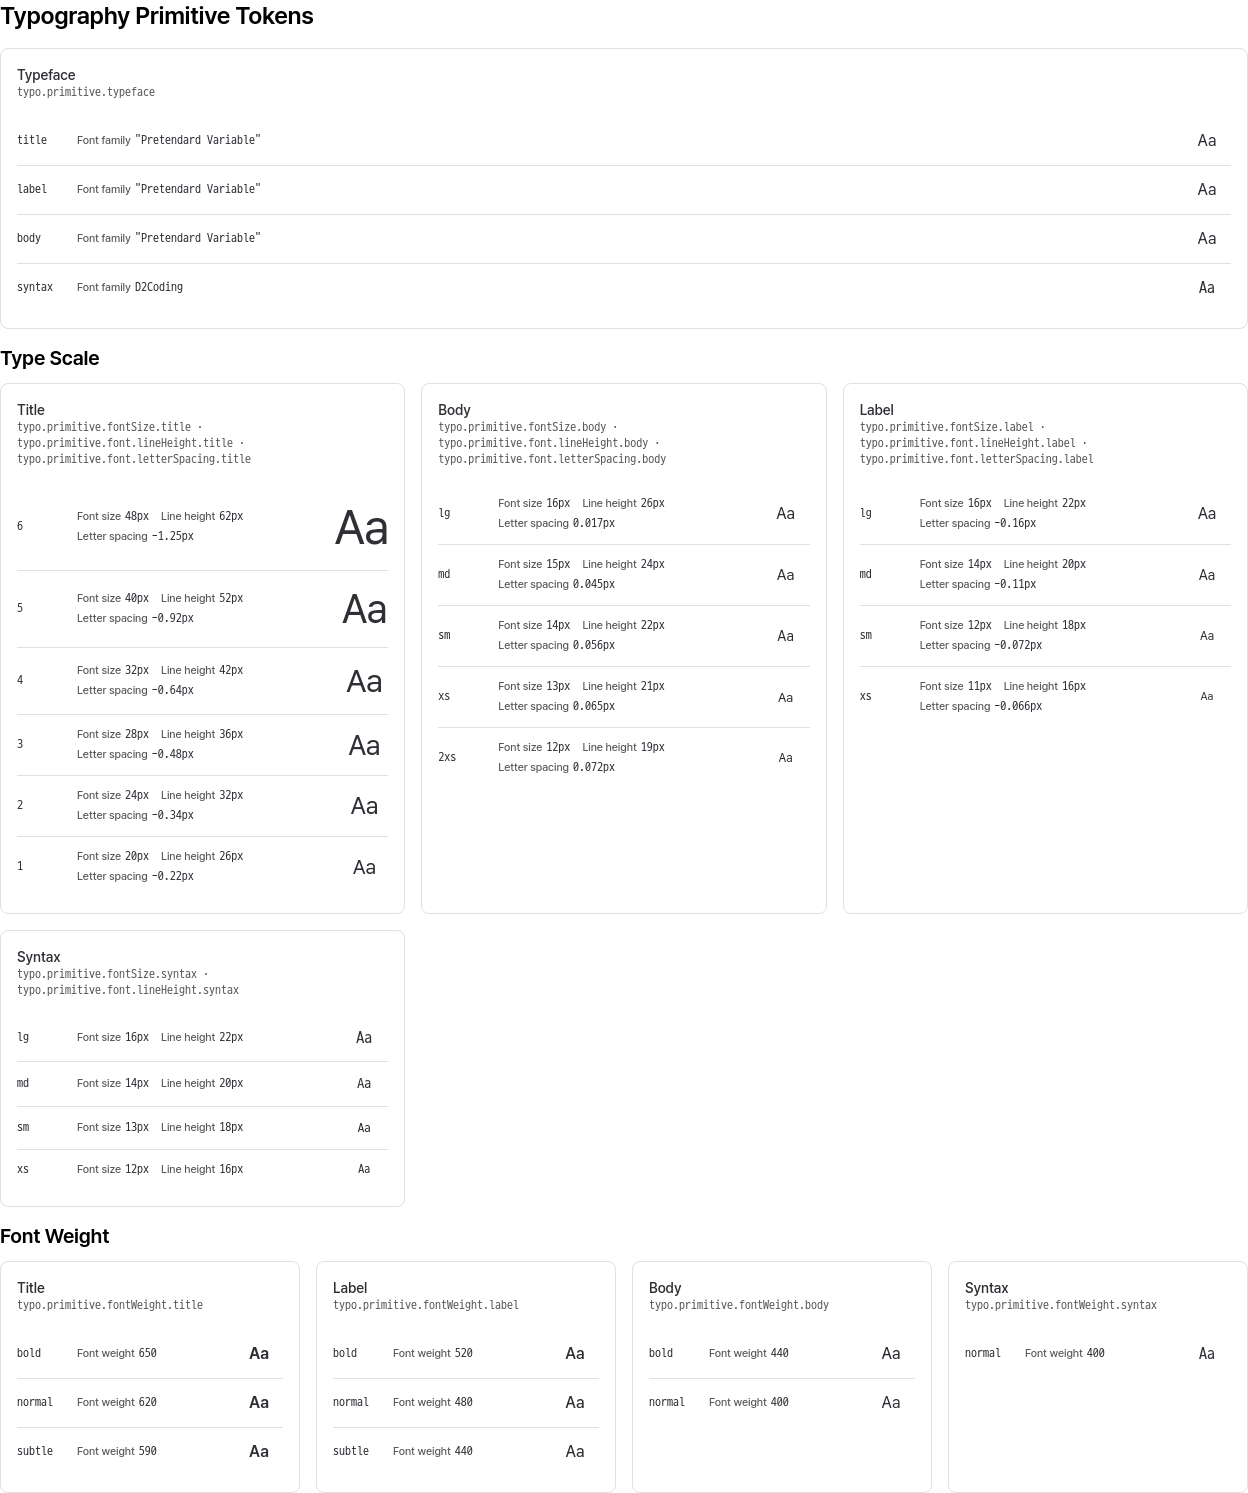 Typography Primitive Tokens
Typeface
typo.primitive.typeface
title Font family "Pretendard Variable" Aa
label Font family "Pretendard Variable" Aa
body Font family "Pretendard Variable" Aa
syntax Font family D2Coding Aa
Type Scale
Title
typo.primitive.fontSize.title ·
typo.primitive.font.lineHeight.title ·
typo.primitive.font.letterSpacing.title
6 Font size 48px Line height 62px
Letter spacing -1.25px
Aa
5 Font size 40px Line height 52px
Letter spacing -0.92px
Aa
4 Font size 32px Line height 42px
Letter spacing -0.64px
Aa
3 Font size 28px Line height 36px
Letter spacing -0.48px
Aa
2 Font size 24px Line height 32px
Letter spacing -0.34px
Aa
1 Font size 20px Line height 26px
Letter spacing -0.22px
Aa
Body
typo.primitive.fontSize.body ·
typo.primitive.font.lineHeight.body ·
typo.primitive.font.letterSpacing.body
lg Font size 16px Line height 26px
Letter spacing 0.017px
Aa
md Font size 15px Line height 24px
Letter spacing 0.045px
Aa
sm Font size 14px Line height 22px
Letter spacing 0.056px
Aa
xs Font size 13px Line height 21px
Letter spacing 0.065px
Aa
2xs Font size 12px Line height 19px
Letter spacing 0.072px
Aa
Label
typo.primitive.fontSize.label ·
typo.primitive.font.lineHeight.label ·
typo.primitive.font.letterSpacing.label
lg Font size 16px Line height 22px
Letter spacing -0.16px
Aa
md Font size 14px Line height 20px
Letter spacing -0.11px
Aa
sm Font size 12px Line height 18px
Letter spacing -0.072px
Aa
xs Font size 11px Line height 16px
Letter spacing -0.066px
Aa
Syntax
typo.primitive.fontSize.syntax ·
typo.primitive.font.lineHeight.syntax
lg Font size 16px Line height 22px Aa
md Font size 14px Line height 20px Aa
sm Font size 13px Line height 18px Aa
xs Font size 12px Line height 16px Aa
Font Weight
Title
typo.primitive.fontWeight.title
bold Font weight 650 Aa
normal Font weight 620 Aa
subtle Font weight 590 Aa
Label
typo.primitive.fontWeight.label
bold Font weight 520 Aa
normal Font weight 480 Aa
subtle Font weight 440 Aa
Body
typo.primitive.fontWeight.body
bold Font weight 440 Aa
normal Font weight 400 Aa
Syntax
typo.primitive.fontWeight.syntax
normal Font weight 400 Aa